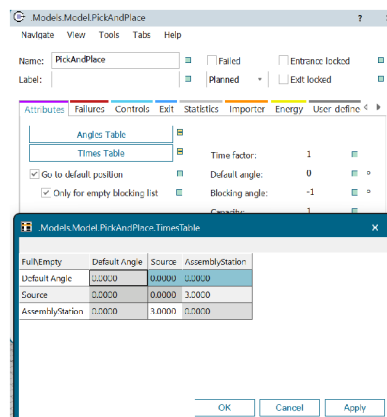 .Models.Model.PickAndPlace ?
Navigate View Tools Tabs Help
Name: PickAndPlace Failed Entrance locked
Label: Planned Exit locked
Attributes Failures Controls Exit Statistics Importer Energy User define
Angles Table
Times Table Time factor: 1
Go to default position Default angle: 0 °
Only for empty blocking list Blocking angle: -1 °
Capacity: 1
.Models.Model.PickAndPlace.TimesTable ×
Full\Empty Default Angle Source AssemblyStation
Default Angle 0.0000 0.0000 0.0000
Source 0.0000 0.0000 3.0000
AssemblyStation 0.0000 3.0000 0.0000
OK Cancel Apply